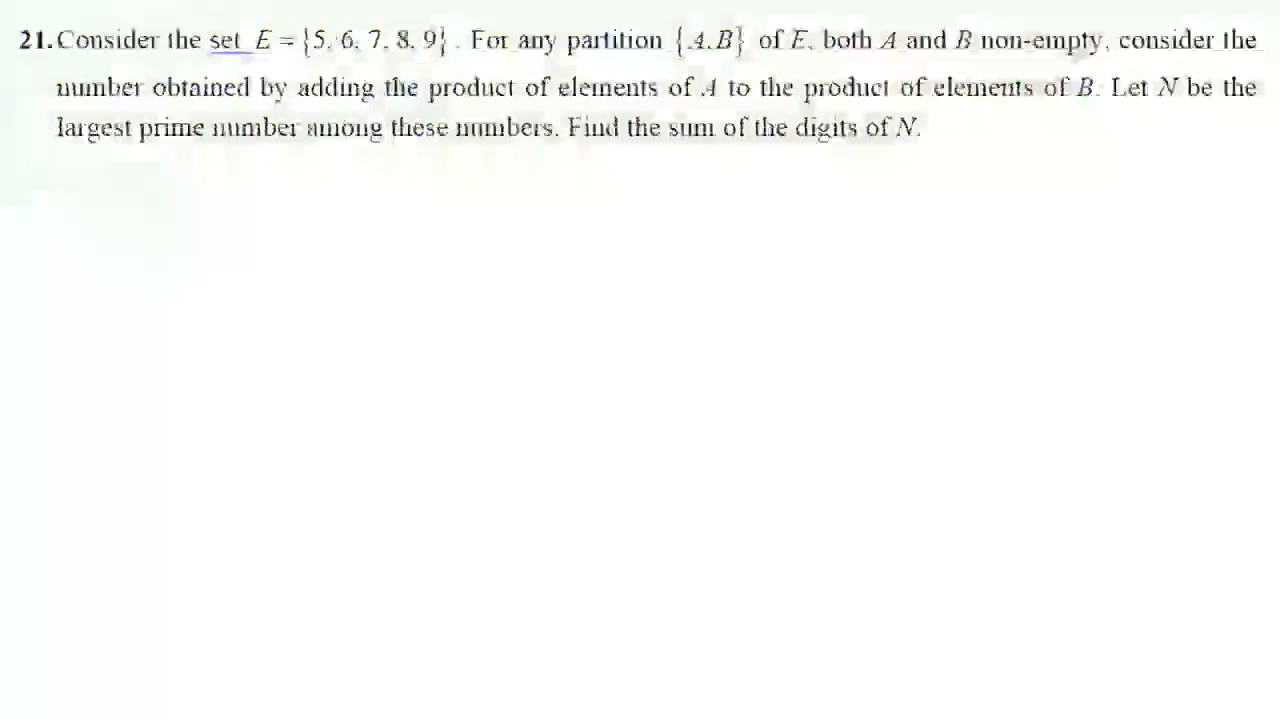 21. Consider the set E = {5, 6, 7, 8, 9}. For any partition {A, B} of E, both A and B non-empty, consider the
number obtained by adding the product of elements of A to the product of elements of B. Let N be the
largest prime number among these numbers. Find the sum of the digits of N.